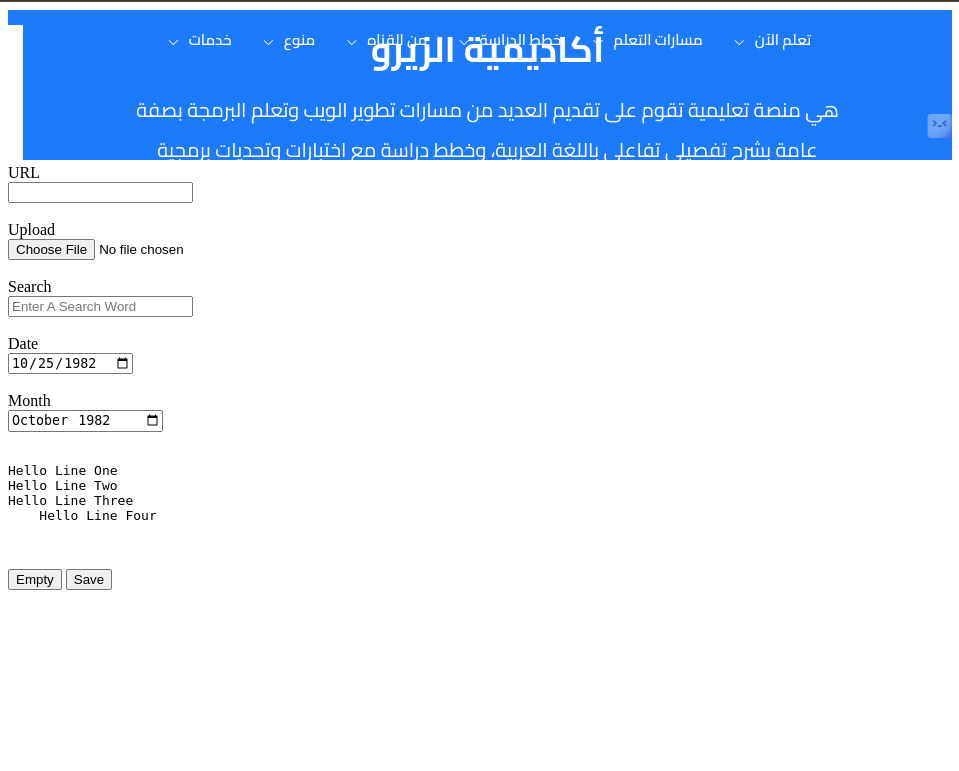 تعلم الآن
مسارات التعلم
خطط الدراسة
من القناه
منوع
خدمات
أكاديمية الزيرو
هي منصة تعليمية تقوم على تقديم العديد من مسارات تطوير الويب وتعلم البرمجة بصفة
عامة بشرح تفصيلي تفاعلي باللغة العربية، وخطط دراسة مع اختبارات وتحديات برمجية
URL
Upload
Choose File No file chosen
Search
Enter A Search Word
Date
10/25/1982
Month
October 1982
Hello Line One
Hello Line Two
Hello Line Three
    Hello Line Four
Empty Save